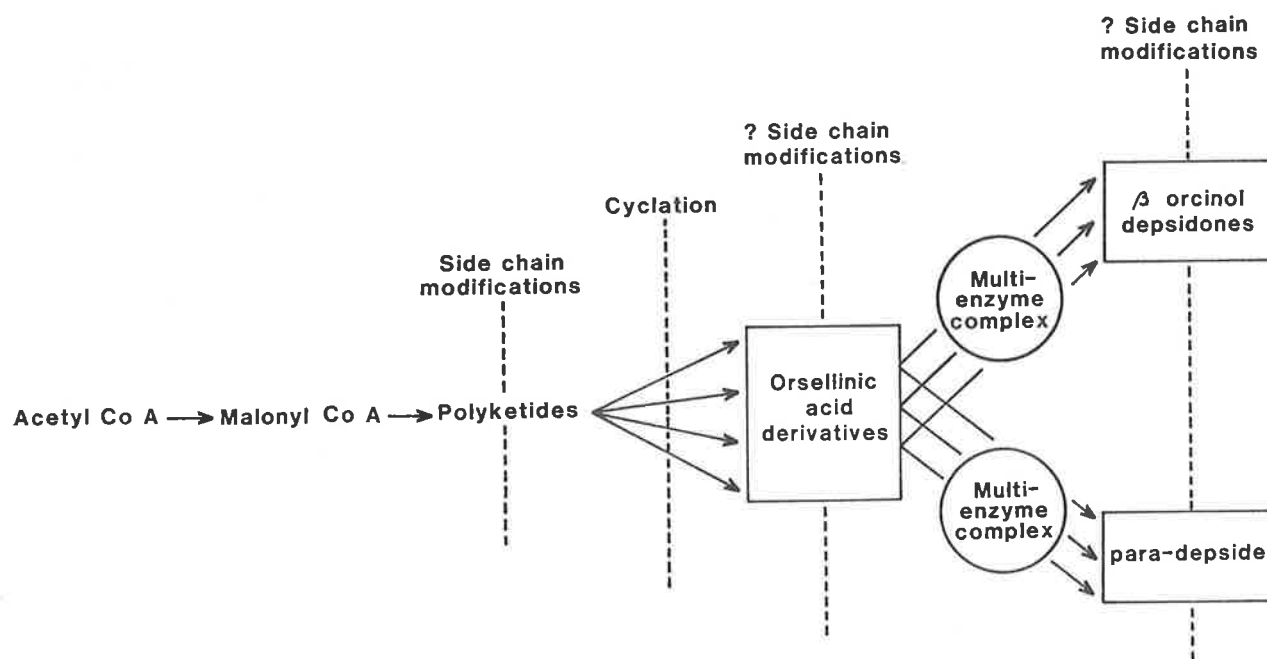 ? Side chain
modifications
? Side chain
modifications
Cyclation
Side chain
modifications
β orcinol
depsidones
Multi-
enzyme
complex
Orsellinic
acid
derivatives
Acetyl Co A
Malonyl Co A
Polyketides
Multi-
enzyme
complex
para-depside